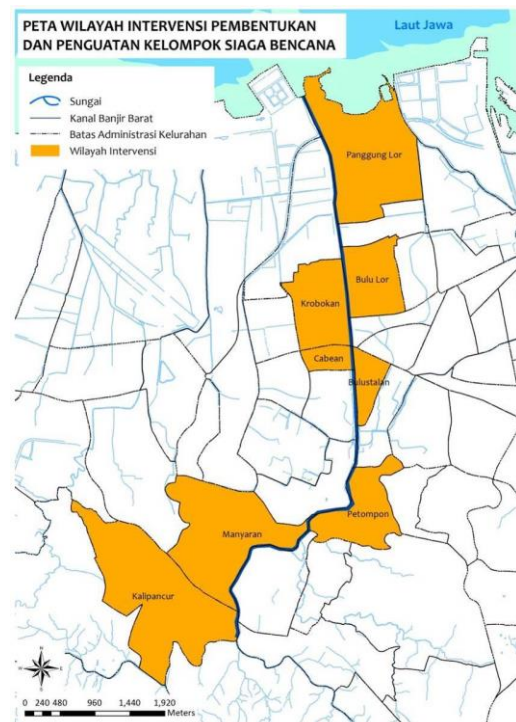 PETA WILAYAH INTERVENSI PEMBENTUKAN
DAN PENGUATAN KELOMPOK SIAGA BENCANA
Laut Jawa
Legenda
Sungai
Kanal Banjir Barat
Batas Administrasi Kelurahan
Wilayah Intervensi
Panggung Lor
Bulu Lor
Krobokan
Cabean
Bulustalan
Petompon
Manyaran
Kalipancur
N
0 240 480 960 1,440 1,920
Meters